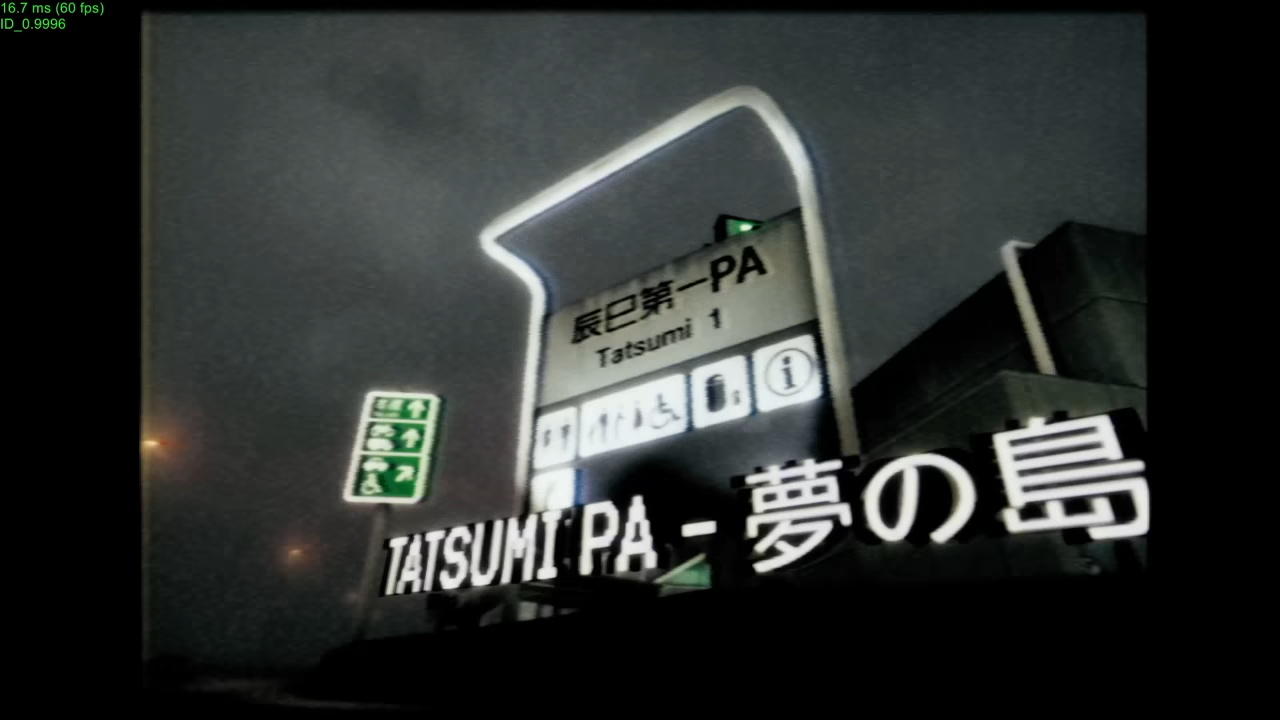 16.7 ms (60 fps)
ID_0.9996
辰巳第一PA
Tatsumi 1
i
TATSUMI PA - 夢の島